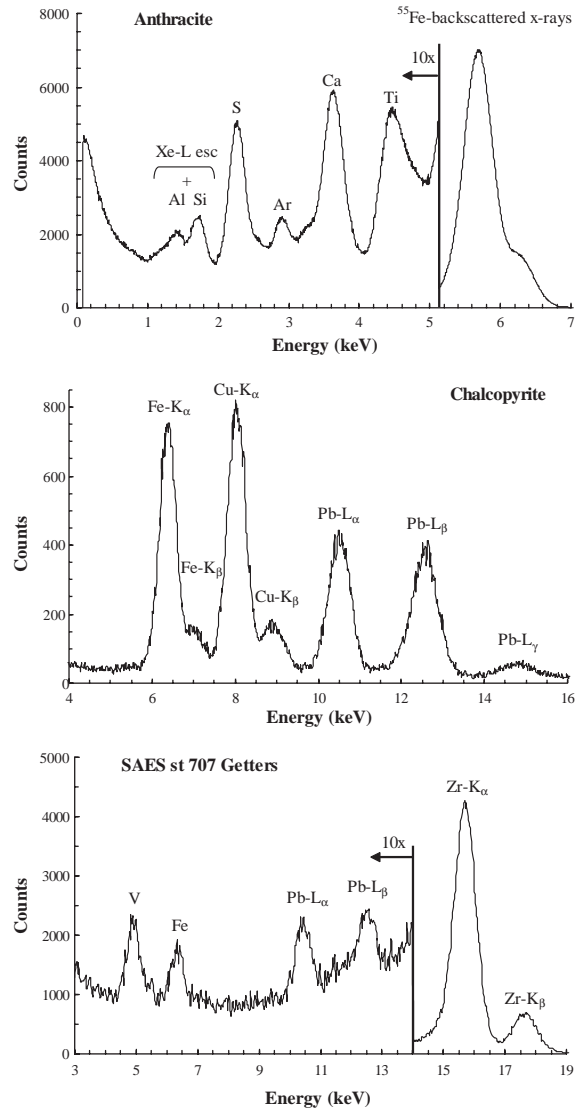 Anthracite
⁵⁵Fe-backscattered x-rays
10x
Ca
S
Ti
Xe-L esc
+
Al Si
Ar
Counts
8000
6000
4000
2000
0
0 1 2 3 4 5 6 7
Energy (keV)
Chalcopyrite
Cu-Kα
Fe-Kα
Pb-Lα
Pb-Lβ
Fe-Kβ
Cu-Kβ
Pb-Lγ
Counts
800
600
400
200
0
4 6 8 10 12 14 16
Energy (keV)
SAES st 707 Getters
Zr-Kα
10x
V
Fe
Pb-Lα
Pb-Lβ
Zr-Kβ
Counts
5000
4000
3000
2000
1000
0
3 5 7 9 11 13 15 17 19
Energy (keV)